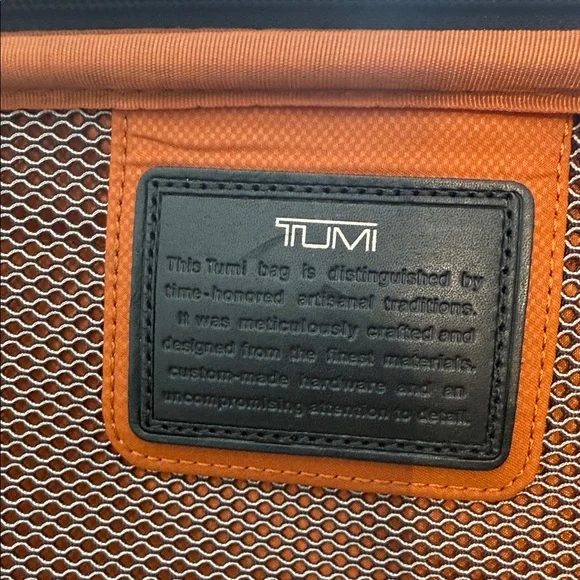 TUMI
This Tumi bag is distinguished by
time-honored artisanal traditions.
It was meticulously crafted and
designed from the finest materials,
custom-made hardware and an
uncompromising attention to detail.